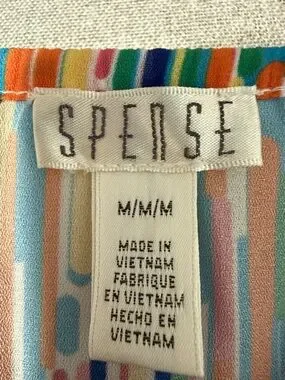 SPENSE
M/M/M
MADE IN
VIETNAM
FABRIQUE
EN VIETNAM
HECHO EN
VIETNAM